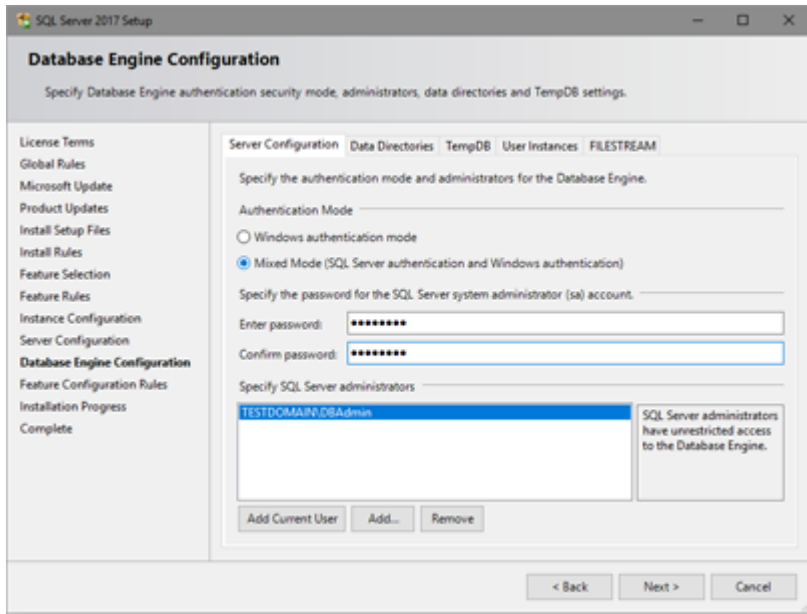 SQL Server 2017 Setup
Database Engine Configuration
Specify Database Engine authentication security mode, administrators, data directories and TempDB settings.
License Terms
Global Rules
Microsoft Update
Product Updates
Install Setup Files
Install Rules
Feature Selection
Feature Rules
Instance Configuration
Server Configuration
Database Engine Configuration
Feature Configuration Rules
Installation Progress
Complete
Server Configuration Data Directories TempDB User Instances FILESTREAM
Specify the authentication mode and administrators for the Database Engine.
Authentication Mode
Windows authentication mode
Mixed Mode (SQL Server authentication and Windows authentication)
Specify the password for the SQL Server system administrator (sa) account.
Enter password: ●●●●●●●●
Confirm password: ●●●●●●●●
Specify SQL Server administrators
TESTDOMAIN\DBAdmin
SQL Server administrators
have unrestricted access
to the Database Engine.
Add Current User Add... Remove
< Back Next > Cancel